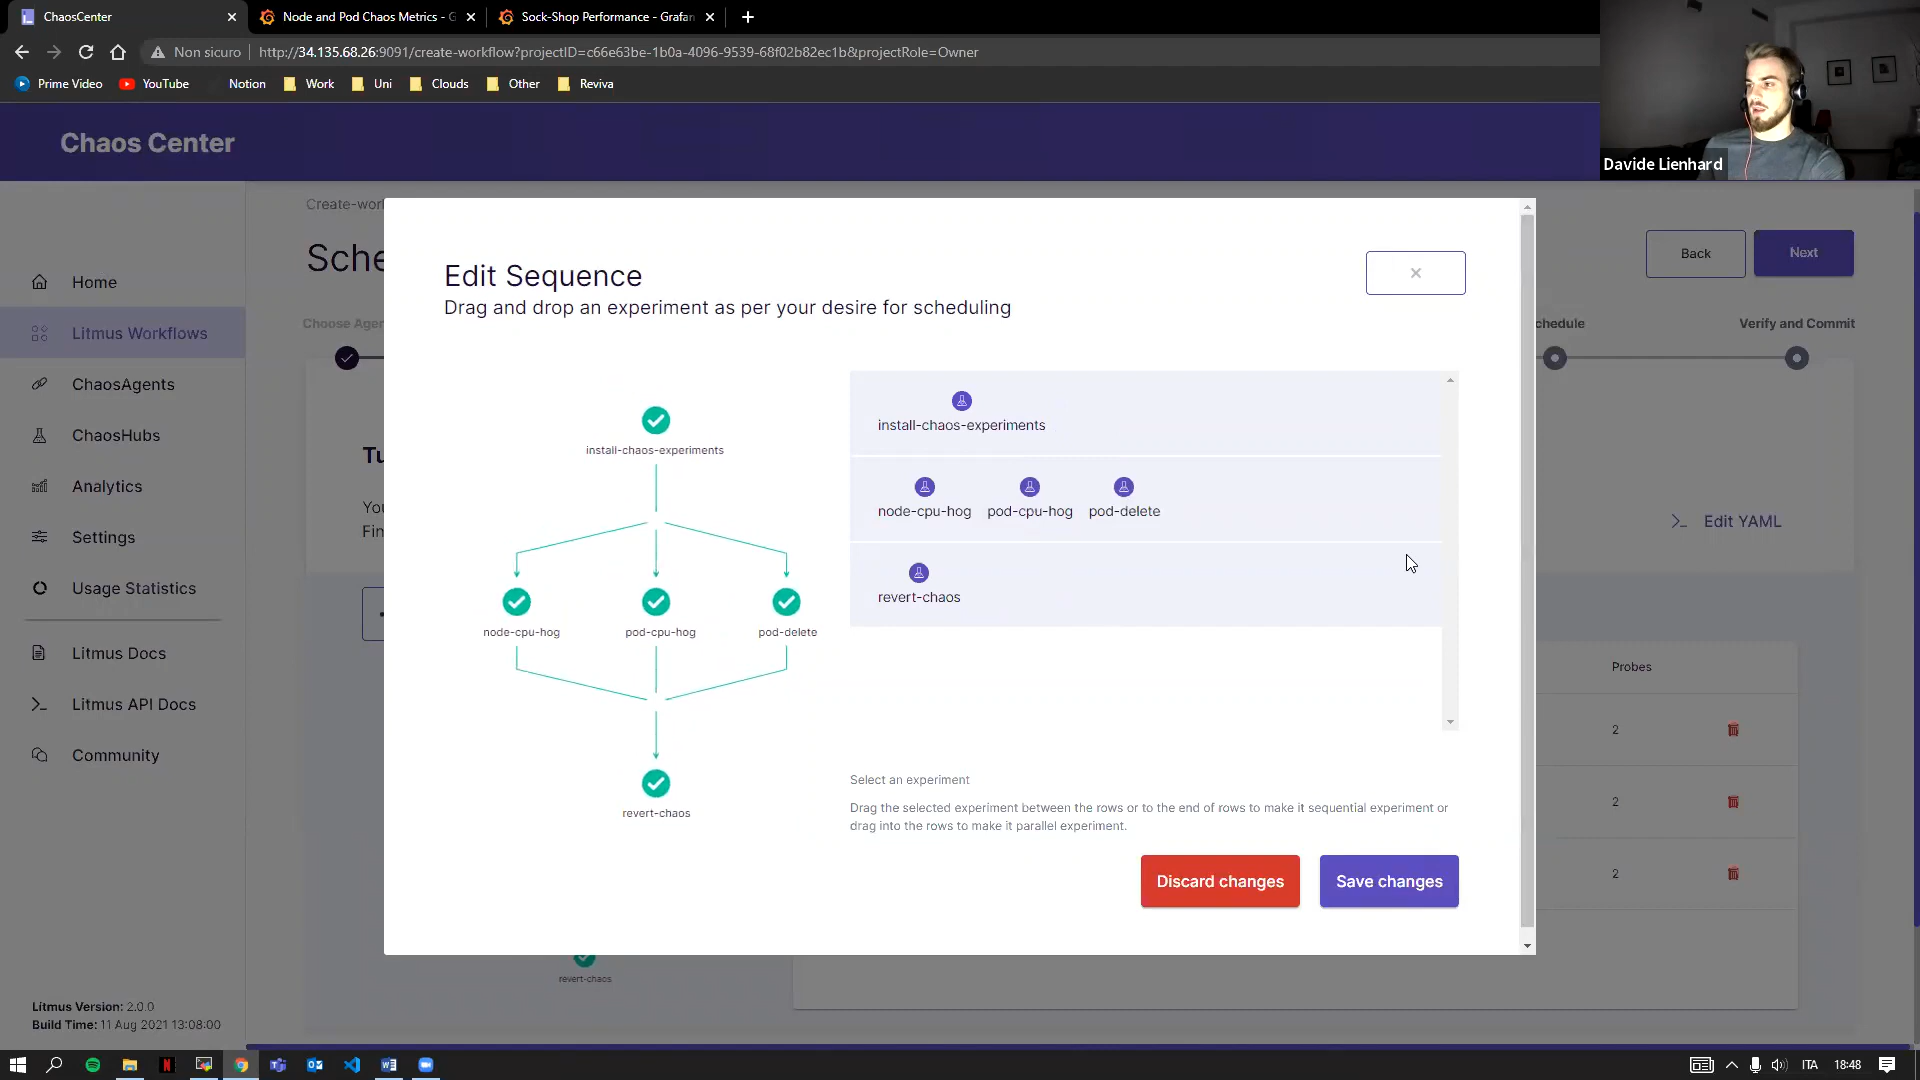 ChaosCenter
Node and Pod Chaos Metrics - G
Sock-Shop Performance - Grafan
Non sicuro
http://34.135.68.26:9091/create-workflow?projectID=c66e63be-1b0a-4096-9539-68f02b82ec1b&projectRole=Owner
Prime Video
YouTube
Notion
Work
Uni
Clouds
Other
Reviva
Davide Lienhard
Chaos Center
Home
Litmus Workflows
ChaosAgents
ChaosHubs
Analytics
Settings
Usage Statistics
Litmus Docs
Litmus API Docs
Community
Litmus Version: 2.0.0
Build Time: 11 Aug 2021 13:08:00
Create-wor
Sche
Back
Next
Choose Agen
chedule
Verify and Commit
Tu
You
Fin
Edit YAML
Probes
2
2
2
revert-chaos
Edit Sequence
Drag and drop an experiment as per your desire for scheduling
install-chaos-experiments
node-cpu-hog
pod-cpu-hog
pod-delete
revert-chaos
install-chaos-experiments
node-cpu-hog
pod-cpu-hog
pod-delete
revert-chaos
Select an experiment
Drag the selected experiment between the rows or to the end of rows to make it sequential experiment or
drag into the rows to make it parallel experiment.
Discard changes
Save changes
ITA
18:48